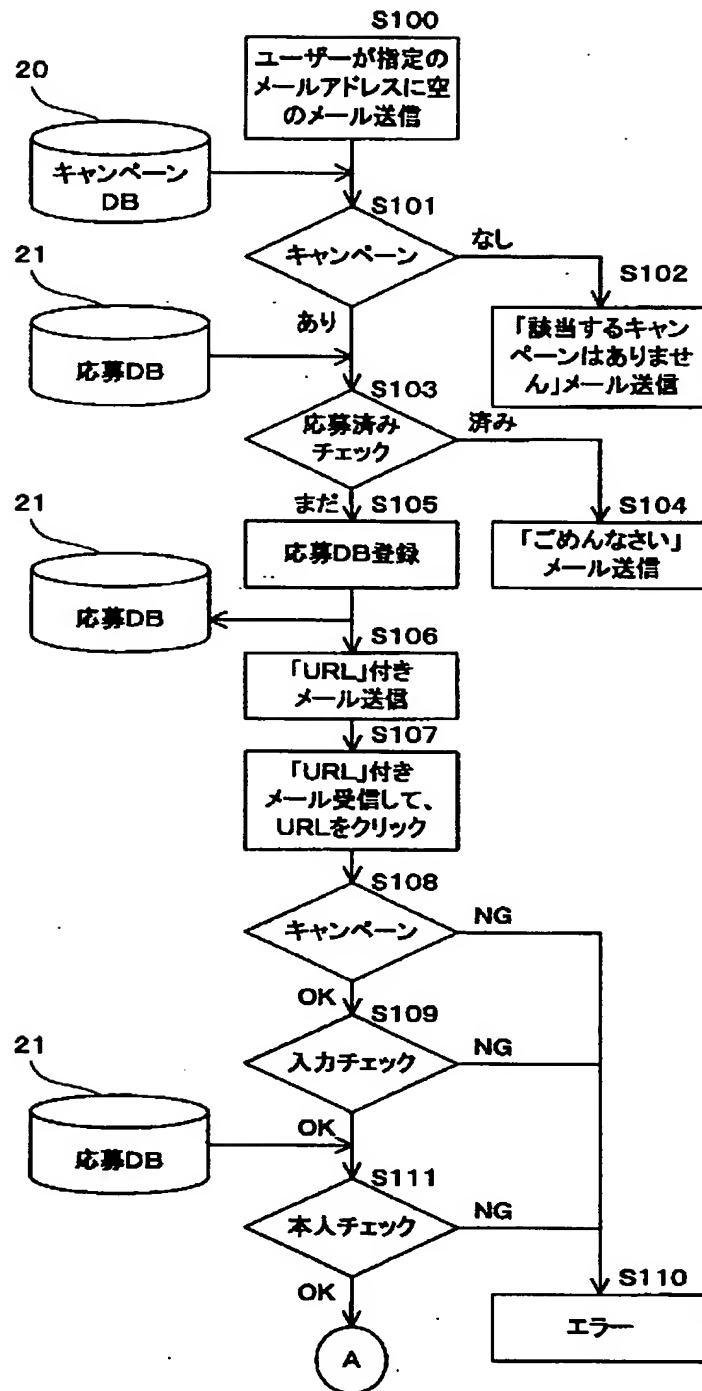 S100
ユーザーが指定の
メールアドレスに空
のメール送信
20
キャンペーン
DB
S101
キャンペーン
なし
S102
「該当するキャン
ペーンはありませ
ん」メール送信
あり
21
応募DB
S103
応募済み
チェック
済み
S104
「ごめんなさい」
メール送信
まだ
S105
応募DB登録
21
応募DB
S106
「URL」付き
メール送信
S107
「URL」付き
メール受信して、
URLをクリック
S108
キャンペーン
NG
OK
S109
入力チェック
NG
OK
21
応募DB
S111
本人チェック
NG
OK
S110
エラー
A